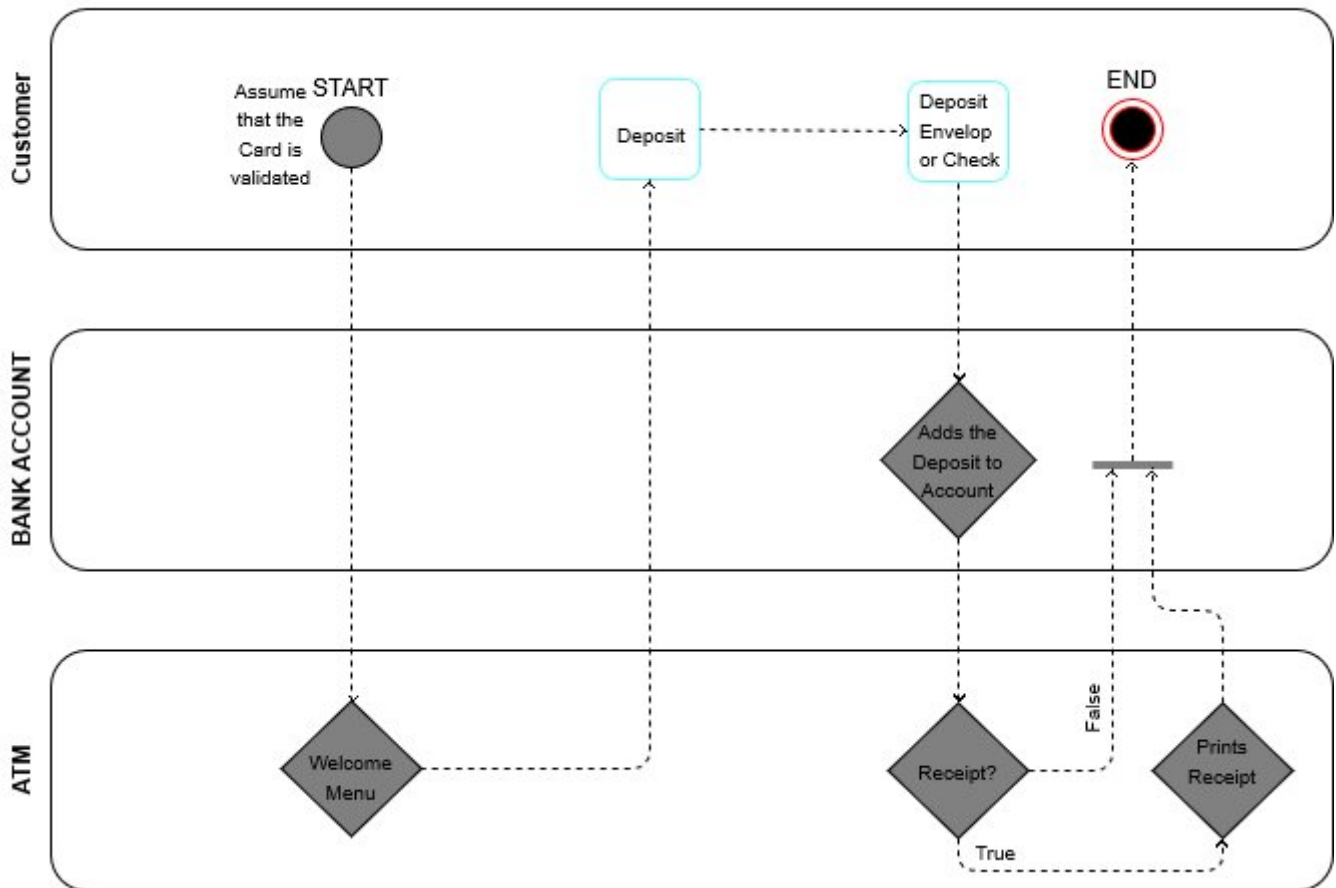 Customer
START
Assume
that the
Card is
validated
Deposit
Deposit
Envelop
or Check
END
BANK ACCOUNT
Adds the
Deposit to
Account
ATM
Welcome
Menu
Receipt?
False
True
Prints
Receipt